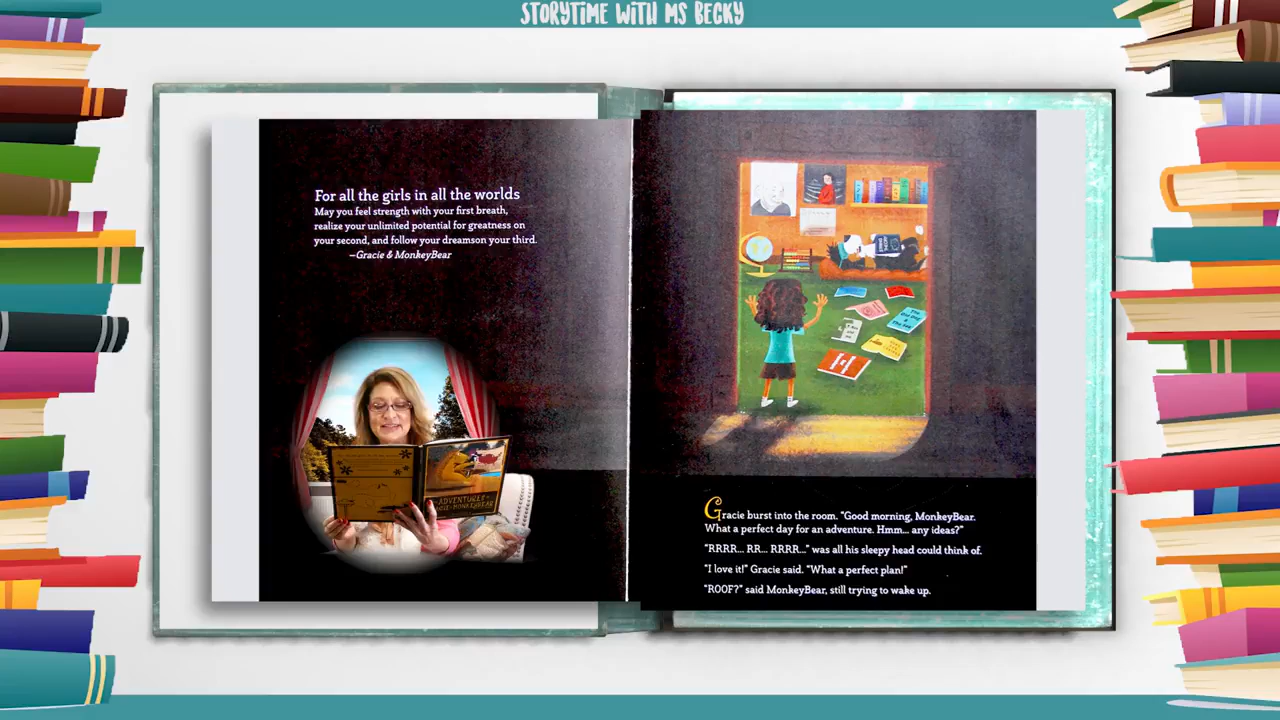 STORYTIME WITH MS BECKY
For all the girls in all the worlds
May you feel strength with your first breath,
realize your unlimited potential for greatness on
your second, and follow your dreamson your third.
—Gracie & MonkeyBear
ADVENTURES
GRACIE & MONKEYBEAR
Gracie burst into the room. "Good morning, MonkeyBear.
What a perfect day for an adventure. Hmm... any ideas?"
"RRRR... RR... RRRR..." was all his sleepy head could think of.
"I love it!" Gracie said. "What a perfect plan!"
"ROOF?" said MonkeyBear, still trying to wake up.